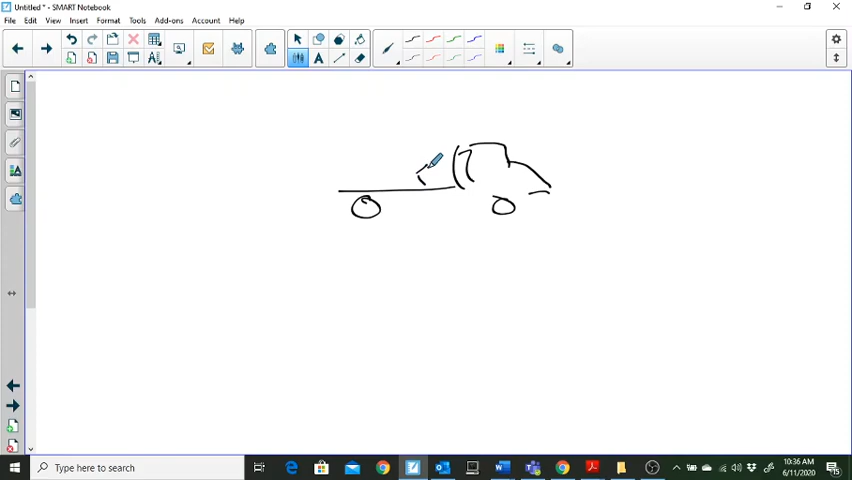 Untitled * - SMART Notebook
File Edit View Insert Format Tools Add-ons Account Help
Type here to search
10:36 AM
6/11/2020